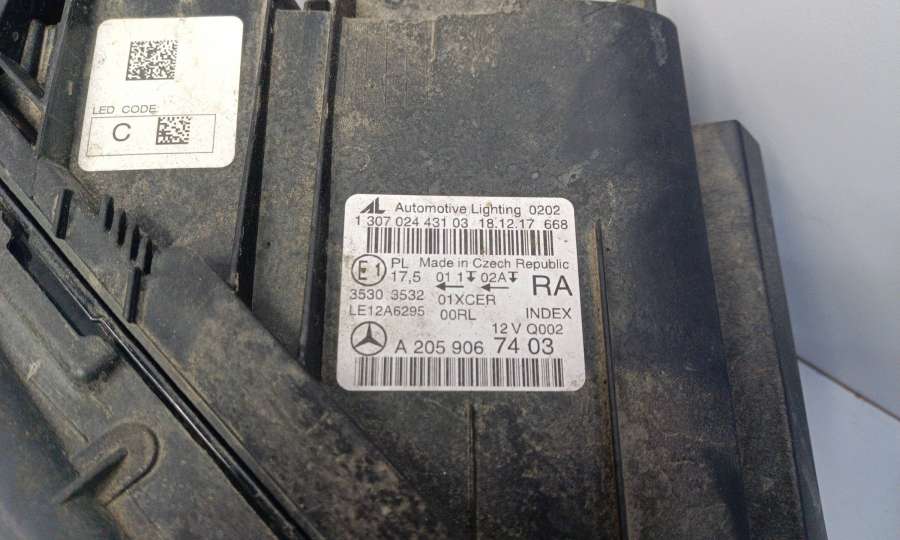 LED CODE
C
AL Automotive Lighting 0202
1 307 024 431 03 18.12.17 668
E1 PL Made in Czech Republic
17,5 01 1 02A
RA
3530 3532 01XCER
LE12A6295 00RL INDEX
12 V Q002
A 205 906 74 03